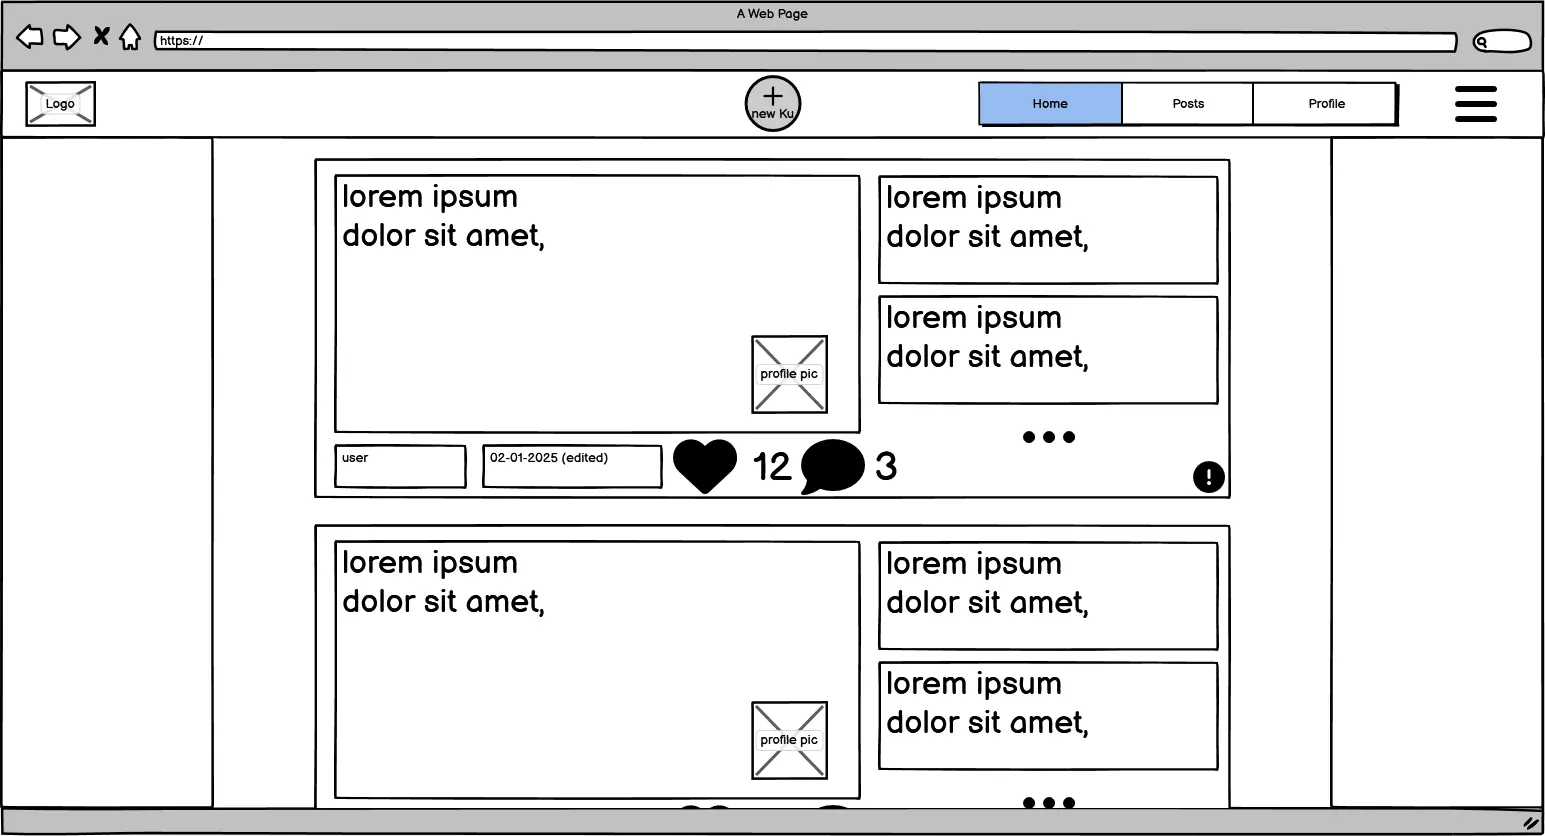 A Web Page
https://
Logo
new Ku
Home
Posts
Profile
lorem ipsum
dolor sit amet,
profile pic
lorem ipsum
dolor sit amet,
lorem ipsum
dolor sit amet,
user
02-01-2025 (edited)
12
3
lorem ipsum
dolor sit amet,
profile pic
lorem ipsum
dolor sit amet,
lorem ipsum
dolor sit amet,